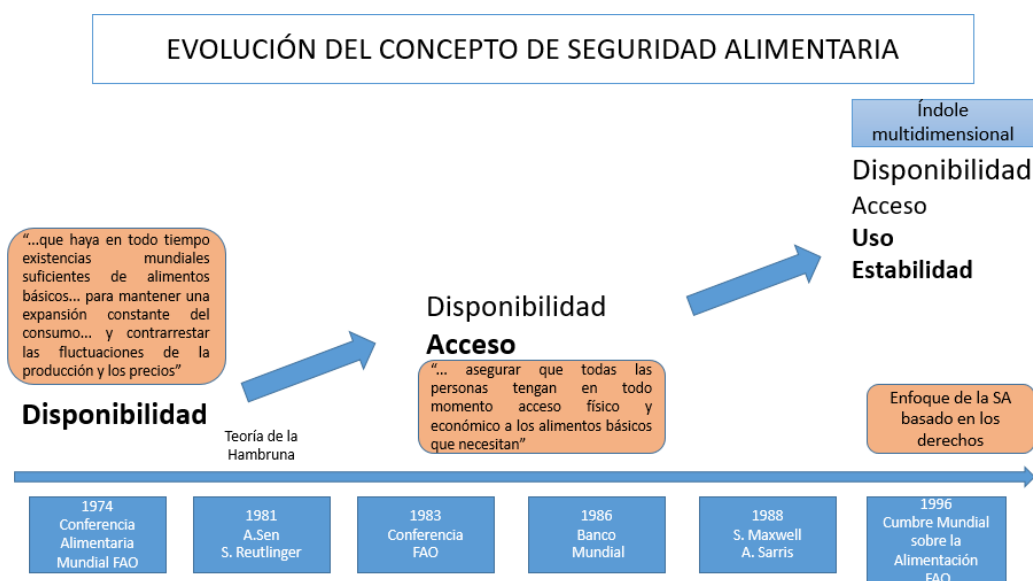 EVOLUCIÓN DEL CONCEPTO DE SEGURIDAD ALIMENTARIA
Índole
multidimensional
Disponibilidad
Acceso
Uso
Estabilidad
“...que haya en todo tiempo
existencias mundiales
suficientes de alimentos
básicos... para mantener una
expansión constante del
consumo... y contrarrestar
las fluctuaciones de la
producción y los precios”
Disponibilidad
Teoría de la
Hambruna
Disponibilidad
Acceso
“... asegurar que todas las
personas tengan en todo
momento acceso físico y
económico a los alimentos básicos
que necesitan”
Enfoque de la SA
basado en los
derechos
1974
Conferencia
Alimentaria
Mundial FAO
1981
A.Sen
S. Reutlinger
1983
Conferencia
FAO
1986
Banco
Mundial
1988
S. Maxwell
A. Sarris
1996
Cumbre Mundial
sobre la
Alimentación
FAO